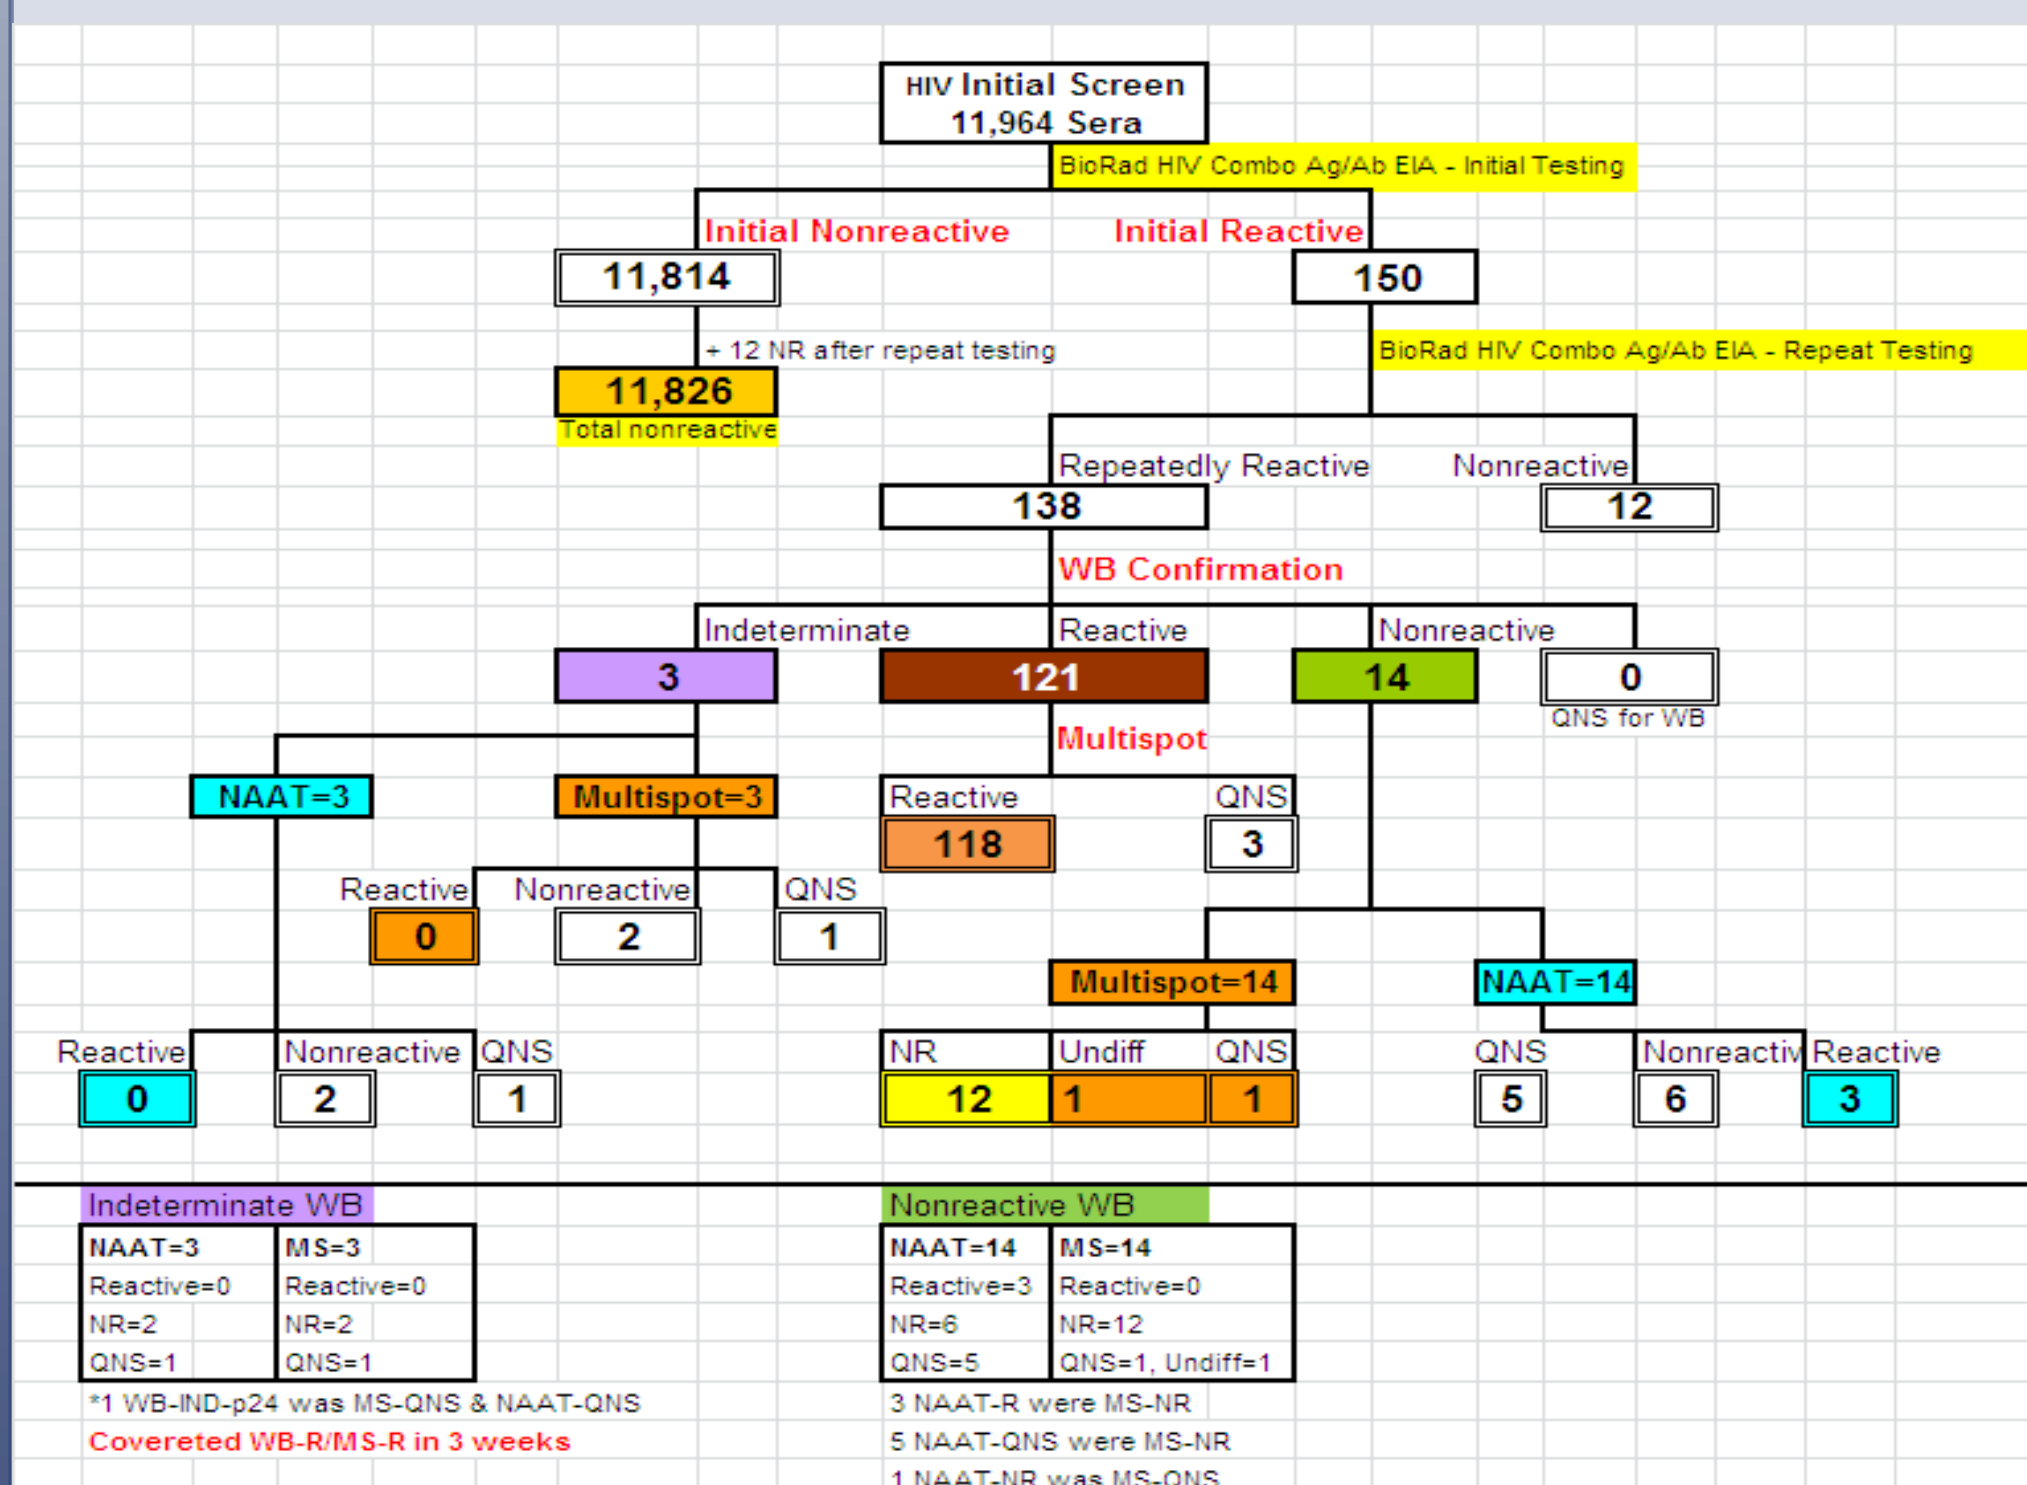 HIV Initial Screen
11,964 Sera
BioRad HIV Combo Ag/Ab EIA - Initial Testing
Initial Nonreactive
Initial Reactive
11,814
150
+ 12 NR after repeat testing
BioRad HIV Combo Ag/Ab EIA - Repeat Testing
11,826
Total nonreactive
Repeatedly Reactive
Nonreactive
138
12
WB Confirmation
Indeterminate
Reactive
Nonreactive
3
121
14
0
QNS for WB
Multispot
NAAT=3
Multispot=3
Reactive
QNS
118
3
Reactive
Nonreactive
QNS
0
2
1
Multispot=14
NAAT=14
Reactive
Nonreactive
QNS
NR
Undiff
QNS
QNS
Nonreactiv
Reactive
0
2
1
12
1
1
5
6
3
Indeterminate WB
NAAT=3
MS=3
Reactive=0
Reactive=0
NR=2
NR=2
QNS=1
QNS=1
*1 WB-IND-p24 was MS-QNS & NAAT-QNS
Covereted WB-R/MS-R in 3 weeks
Nonreactive WB
NAAT=14
MS=14
Reactive=3
Reactive=0
NR=6
NR=12
QNS=5
QNS=1, Undiff=1
3 NAAT-R were MS-NR
5 NAAT-QNS were MS-NR
1 NAAT-NR was MS-QNS